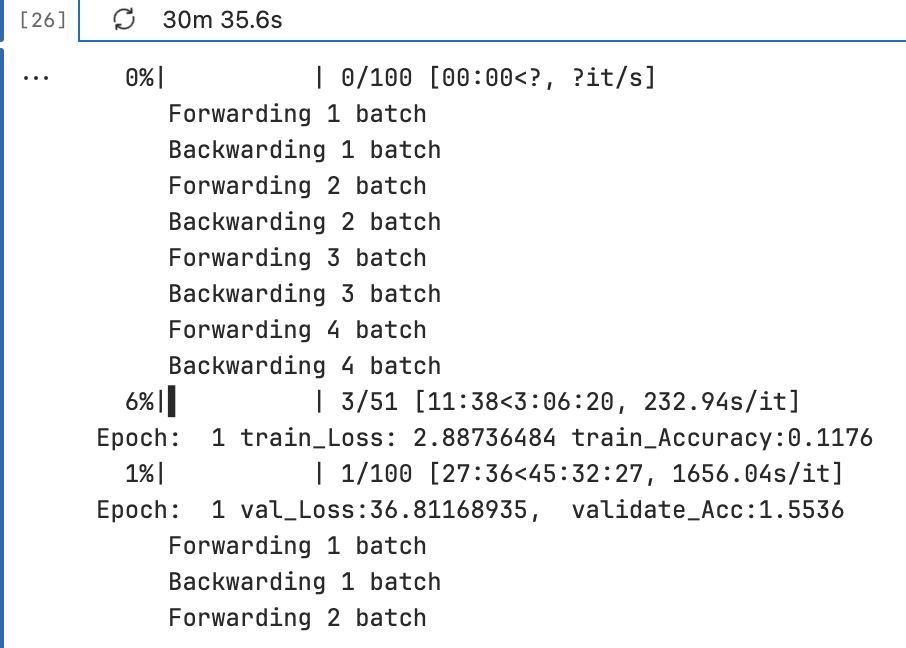 [26] 30m 35.6s
... 0%| | 0/100 [00:00<?, ?it/s]
Forwarding 1 batch
Backwarding 1 batch
Forwarding 2 batch
Backwarding 2 batch
Forwarding 3 batch
Backwarding 3 batch
Forwarding 4 batch
Backwarding 4 batch
6%|▌ | 3/51 [11:38<3:06:20, 232.94s/it]
Epoch:  1 train_Loss: 2.88736484 train_Accuracy:0.1176
1%| | 1/100 [27:36<45:32:27, 1656.04s/it]
Epoch:  1 val_Loss:36.81168935,  validate_Acc:1.5536
Forwarding 1 batch
Backwarding 1 batch
Forwarding 2 batch